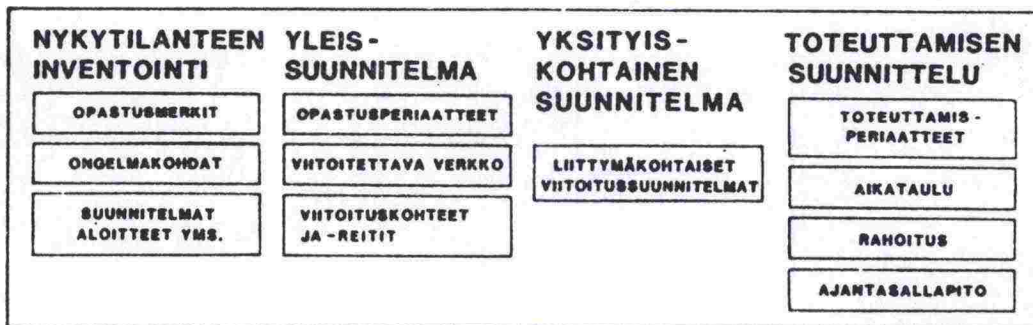 NYKYTILANTEEN
INVENTOINTI
OPASTUSMERKIT
ONGELMAKOHDAT
SUUNNITELMAT
ALOITTEET YMS.
YLEIS-
SUUNNITELMA
OPASTUSPERIAATTEET
VIITOITETTAVA VERKKO
VIITOITUSKOHTEET
JA -REITIT
YKSITYIS-
KOHTAINEN
SUUNNITELMA
LIITTYMÄKOHTAISET
VIITOITUSSUUNNITELMAT
TOTEUTTAMISEN
SUUNNITTELU
TOTEUTTAMIS-
PERIAATTEET
AIKATAULU
RAHOITUS
AJANTASALLAPITO